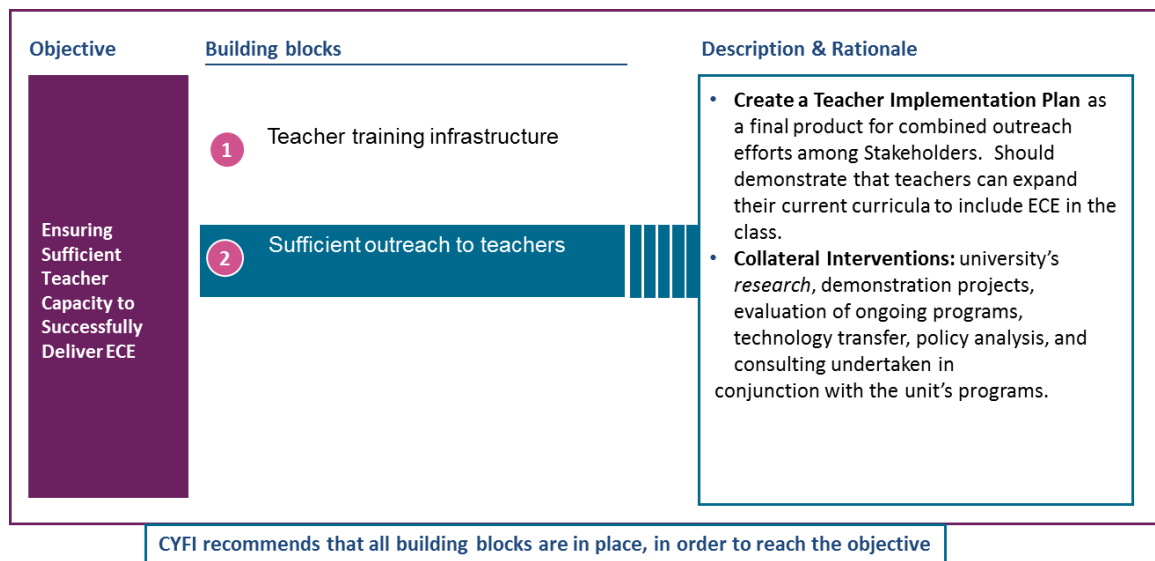 Objective
Building blocks
Description & Rationale
Ensuring
Sufficient
Teacher
Capacity to
Successfully
Deliver ECE
1
Teacher training infrastructure
2
Sufficient outreach to teachers
• Create a Teacher Implementation Plan as
a final product for combined outreach
efforts among Stakeholders. Should
demonstrate that teachers can expand
their current curricula to include ECE in the
class.
• Collateral Interventions: university’s
research, demonstration projects,
evaluation of ongoing programs,
technology transfer, policy analysis, and
consulting undertaken in
conjunction with the unit’s programs.
CYFI recommends that all building blocks are in place, in order to reach the objective